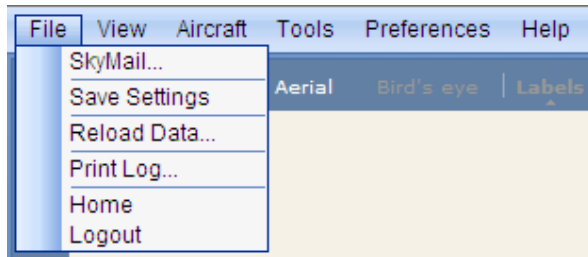 File View Aircraft Tools Preferences Help
SkyMail...
Save Settings
Aerial Bird's eye Labels
Reload Data...
Print Log...
Home
Logout